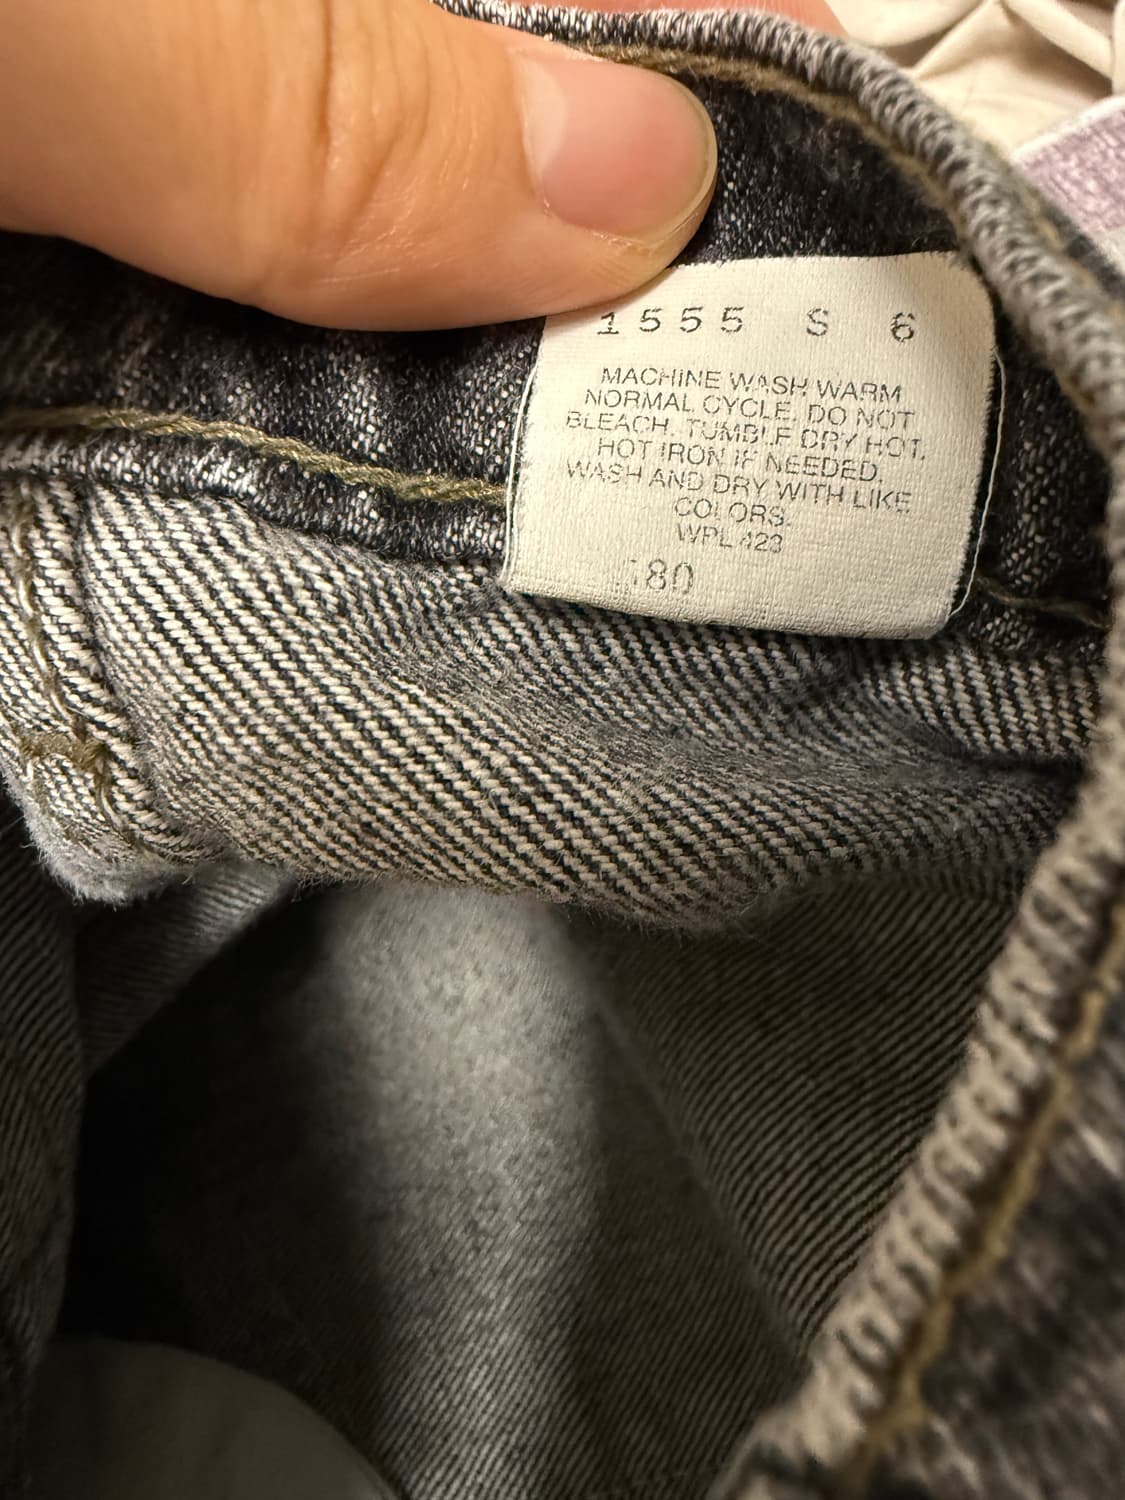 1555 S 6
MACHINE WASH WARM
NORMAL CYCLE. DO NOT
BLEACH. TUMBLE DRY HOT.
HOT IRON IF NEEDED.
WASH AND DRY WITH LIKE
COLORS.
WPL 423
80